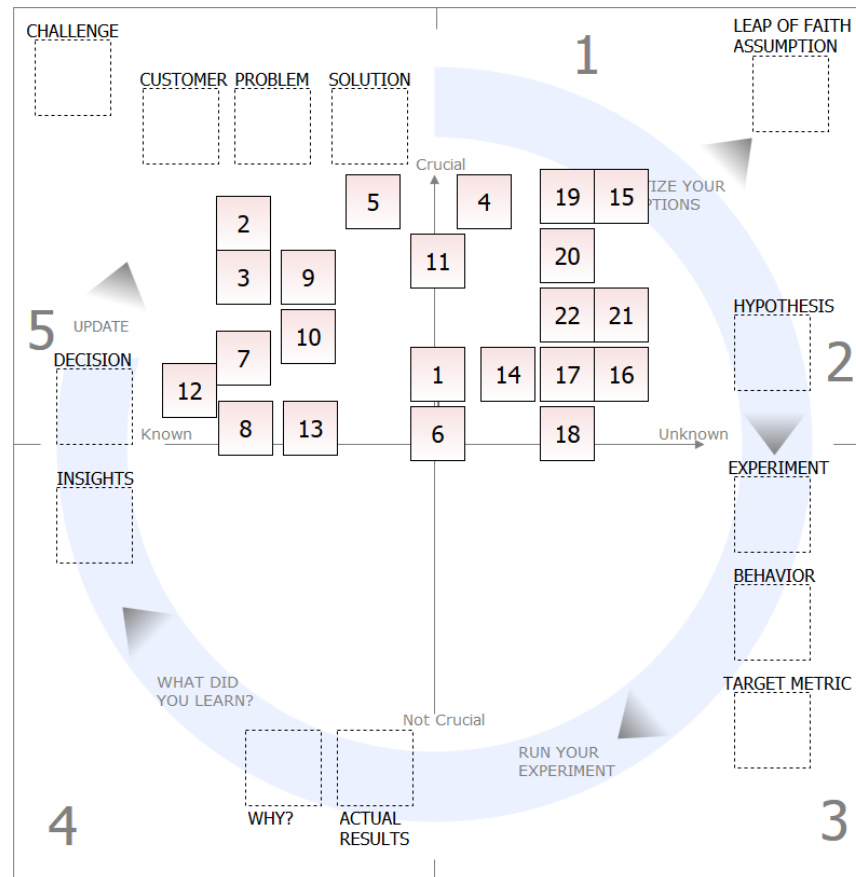 CHALLENGE
CUSTOMER
PROBLEM
SOLUTION
1
LEAP OF FAITH
ASSUMPTION
Crucial
IZE YOUR
PTIONS
5
4
19
15
2
11
20
3
9
22
21
HYPOTHESIS
10
5
UPDATE
7
2
DECISION
12
1
14
17
16
8
13
6
18
Known
Unknown
INSIGHTS
EXPERIMENT
BEHAVIOR
WHAT DID
YOU LEARN?
TARGET METRIC
Not Crucial
RUN YOUR
EXPERIMENT
4
WHY?
ACTUAL
RESULTS
3